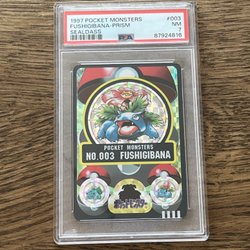 1997 POCKET MONSTERS #003
FUSHIGIBANA-PRISM NM
SEALDASS 7
PSA 87924616
POCKET MONSTERS
NO.003 FUSHIGIBANA